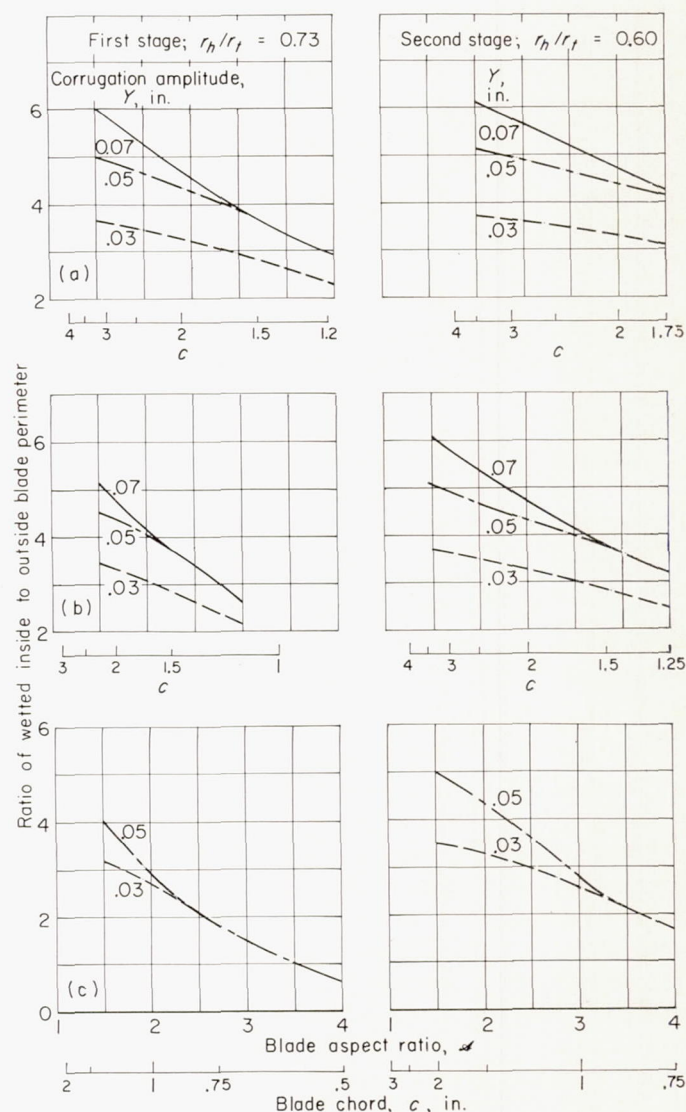 First stage; r_h/r_t = 0.73
Second stage; r_h/r_t = 0.60
Corrugation amplitude,
Y, in.
Y,
in.
6
4
2
0.07
.05
.03
(a)
0.07
.05
.03
4 3 2 1.5 1.2
c
4 3 2 1.75
c
6
4
2
.07
.05
.03
(b)
.07
.05
.03
3 2 1.5 1
c
4 3 2 1.5 1.25
c
Ratio of wetted inside to outside blade perimeter
6
4
2
0
.05
.03
(c)
.05
.03
1 2 3 4
1 2 3 4
Blade aspect ratio, 𝒜
2 1 .75 .5
3 2 1 .75
Blade chord, c, in.